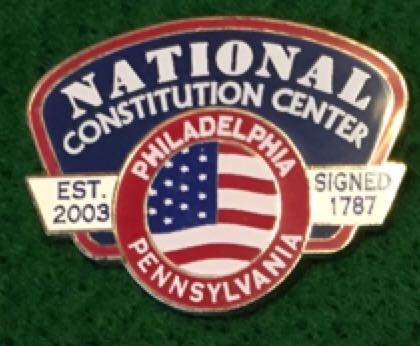 NATIONAL
CONSTITUTION CENTER
PHILADELPHIA
EST.
2003
SIGNED
1787
PENNSYLVANIA